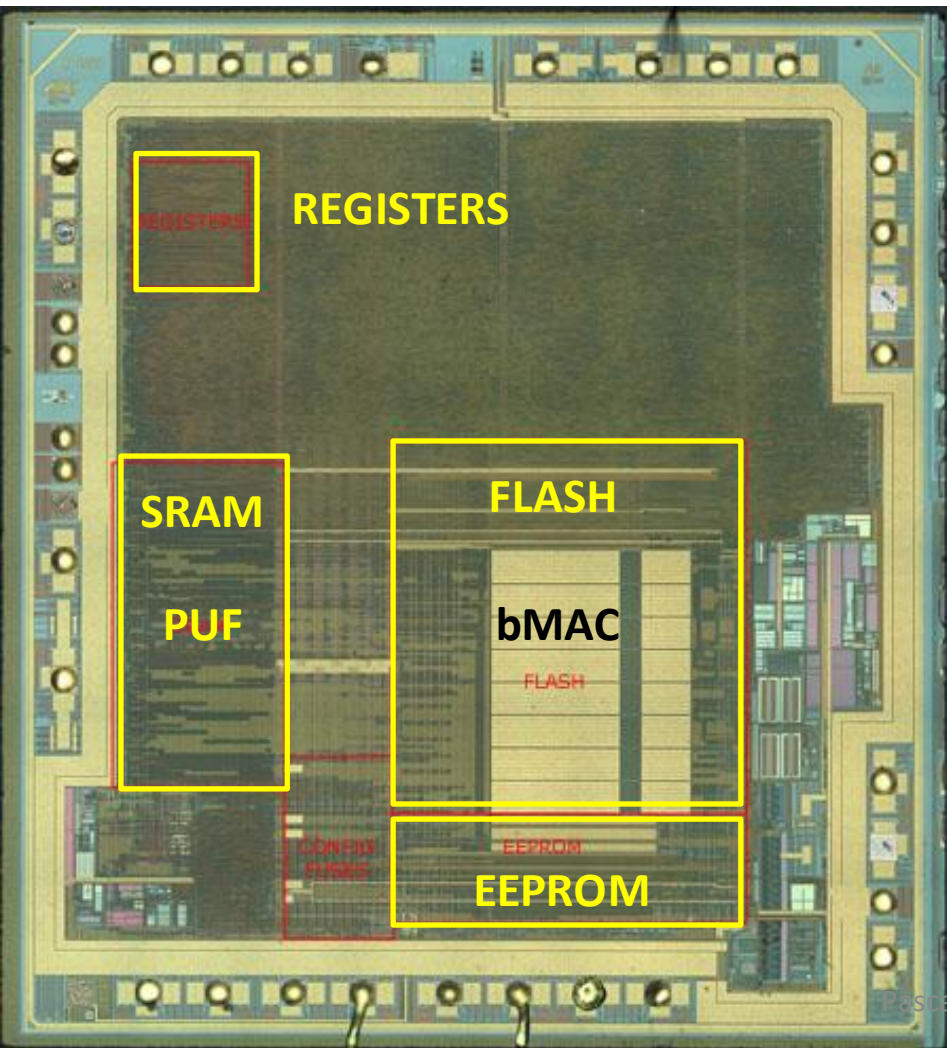 REGISTERS
REGISTERS
SRAM
FLASH
PUF
bMAC
FLASH
CONFIG
FUSES
EEPROM
EEPROM